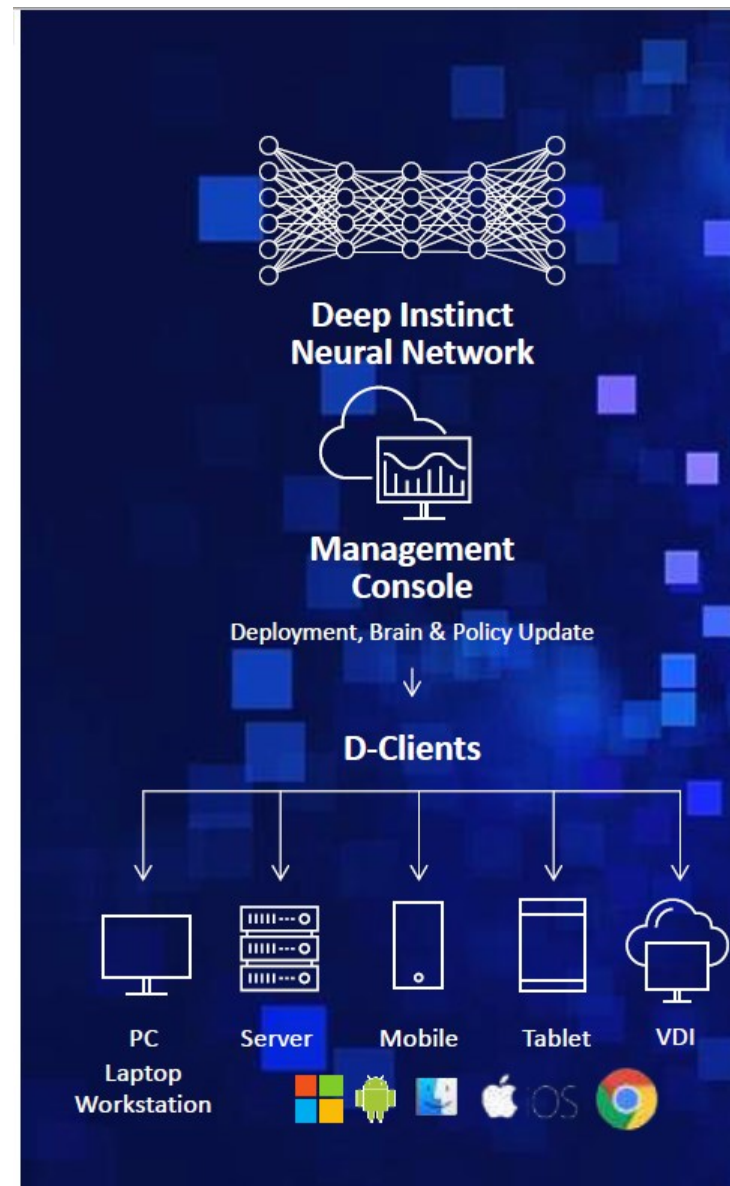 Deep Instinct
Neural Network
Management
Console
Deployment, Brain & Policy Update
D-Clients
PC
Server
Mobile
Tablet
VDI
Laptop
Workstation
iOS